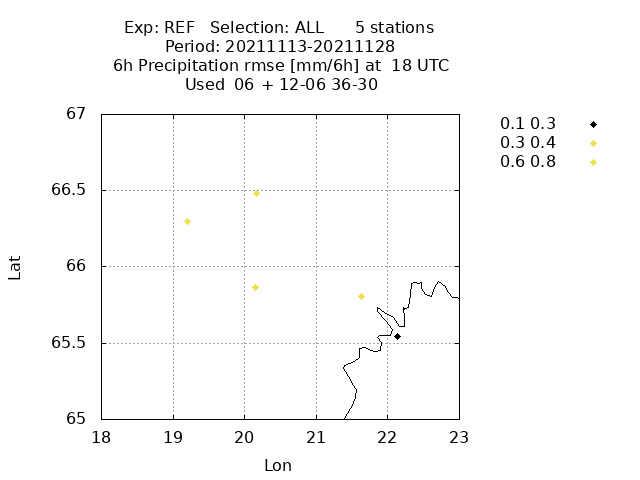 Exp: REF   Selection: ALL      5 stations
Period: 20211113-20211128
6h Precipitation rmse [mm/6h] at  18 UTC
Used  06 + 12-06 36-30
67
66.5
66
65.5
65
18
19
20
21
22
23
Lat
Lon
0.1 0.3
0.3 0.4
0.6 0.8